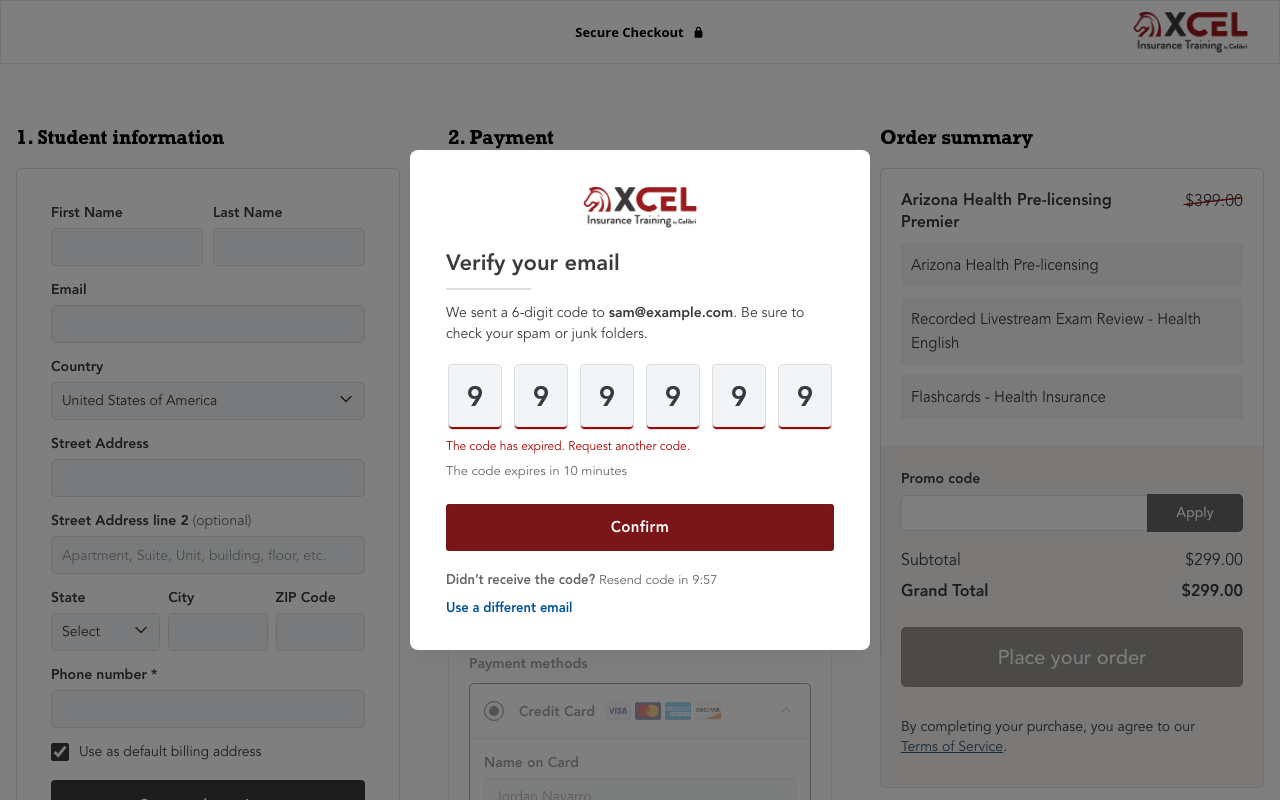 Secure Checkout
XCEL
Insurance Training by Calibri
1. Student information
First Name
Last Name
Email
Country
United States of America
Street Address
Street Address line 2 (optional)
Apartment, Suite, Unit, building, floor, etc.
State
City
ZIP Code
Select
Phone number *
Use as default billing address
2. Payment
XCEL
Insurance Training by Calibri
Verify your email
We sent a 6-digit code to sam@example.com. Be sure to
check your spam or junk folders.
9 9 9 9 9 9
The code has expired. Request another code.
The code expires in 10 minutes
Confirm
Didn't receive the code? Resend code in 9:57
Use a different email
Payment methods
Credit Card VISA AMERICAN EXPRESS DISCOVER
Name on Card
Jordan Navarro
Order summary
Arizona Health Pre-licensing $399.00
Premier
Arizona Health Pre-licensing
Recorded Livestream Exam Review - Health
English
Flashcards - Health Insurance
Promo code
Apply
Subtotal $299.00
Grand Total $299.00
Place your order
By completing your purchase, you agree to our
Terms of Service.